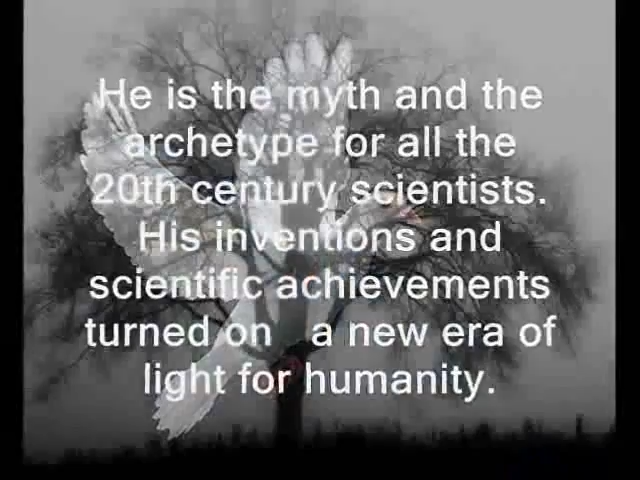 He is the myth and the
archetype for all the
20th century scientists.
His inventions and
scientific achievements
turned on a new era of
light for humanity.